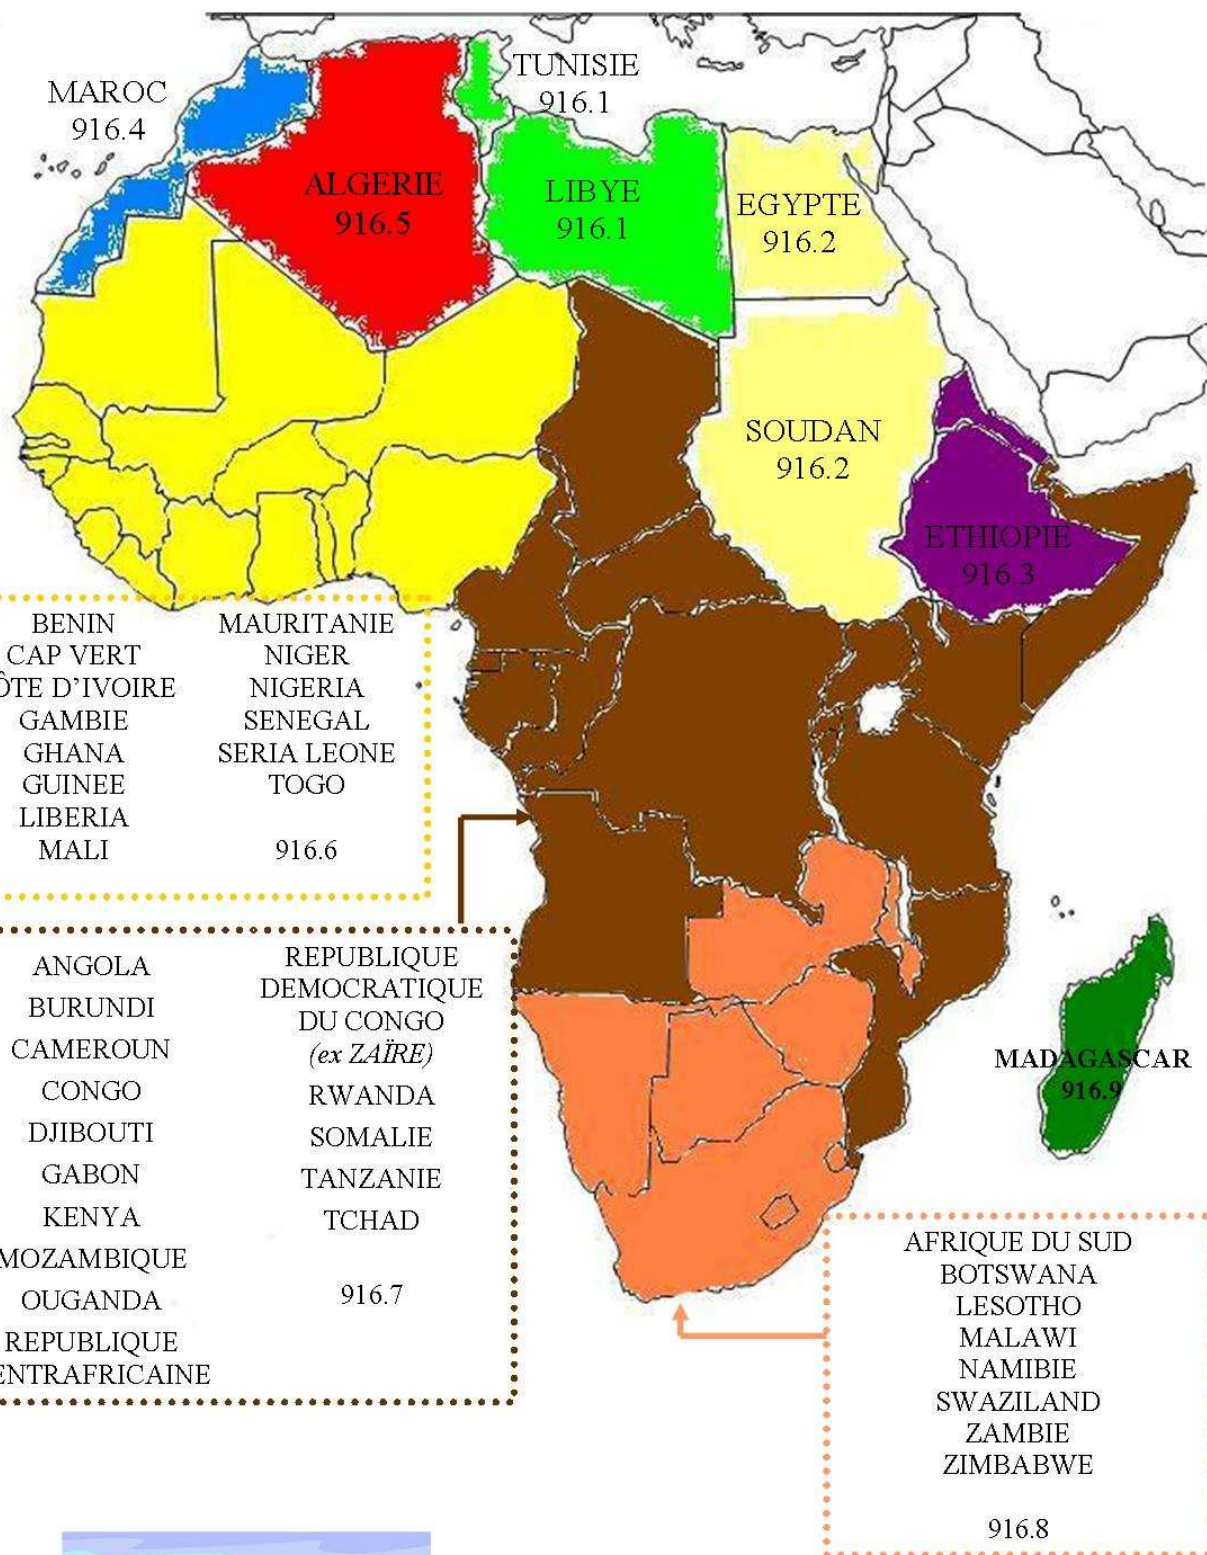 MAROC
916.4
TUNISIE
916.1
ALGERIE
916.5
LIBYE
916.1
EGYPTE
916.2
SOUDAN
916.2
ETHIOPIE
916.3
BENIN
CAP VERT
ÔTE D’IVOIRE
GAMBIE
GHANA
GUINEE
LIBERIA
MALI
MAURITANIE
NIGER
NIGERIA
SENEGAL
SERIA LEONE
TOGO
916.6
ANGOLA
BURUNDI
CAMEROUN
CONGO
DJIBOUTI
GABON
KENYA
MOZAMBIQUE
OUGANDA
REPUBLIQUE
ENTRAFRICAINE
REPUBLIQUE
DEMOCRATIQUE
DU CONGO
(ex ZAÏRE)
RWANDA
SOMALIE
TANZANIE
TCHAD
916.7
MADAGASCAR
916.9
AFRIQUE DU SUD
BOTSWANA
LESOTHO
MALAWI
NAMIBIE
SWAZILAND
ZAMBIE
ZIMBABWE
916.8